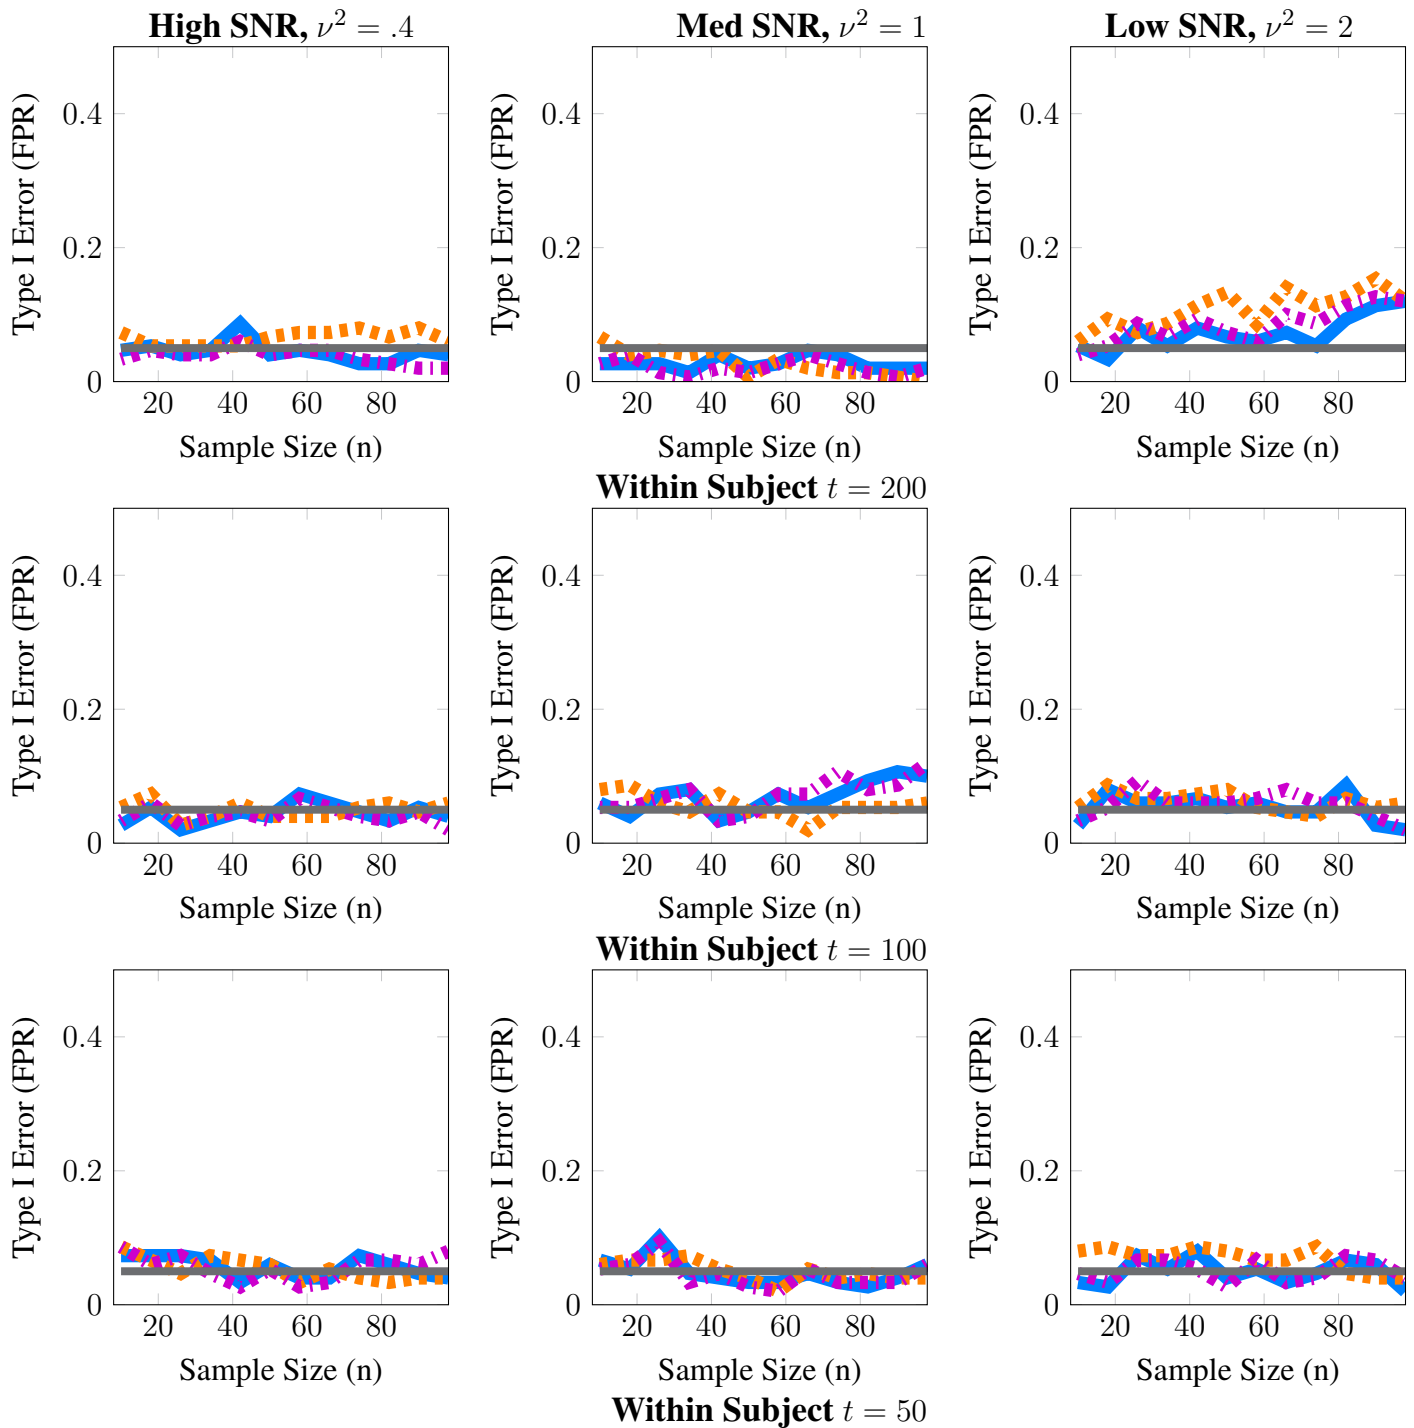 High SNR, ν² = .4
Med SNR, ν² = 1
Low SNR, ν² = 2
Type I Error (FPR)
0.4
0.2
0
20 40 60 80
Sample Size (n)
Type I Error (FPR)
0.4
0.2
0
20 40 60 80
Sample Size (n)
Type I Error (FPR)
0.4
0.2
0
20 40 60 80
Sample Size (n)
Within Subject t = 200
Type I Error (FPR)
0.4
0.2
0
20 40 60 80
Sample Size (n)
Type I Error (FPR)
0.4
0.2
0
20 40 60 80
Sample Size (n)
Type I Error (FPR)
0.4
0.2
0
20 40 60 80
Sample Size (n)
Within Subject t = 100
Type I Error (FPR)
0.4
0.2
0
20 40 60 80
Sample Size (n)
Type I Error (FPR)
0.4
0.2
0
20 40 60 80
Sample Size (n)
Type I Error (FPR)
0.4
0.2
0
20 40 60 80
Sample Size (n)
Within Subject t = 50